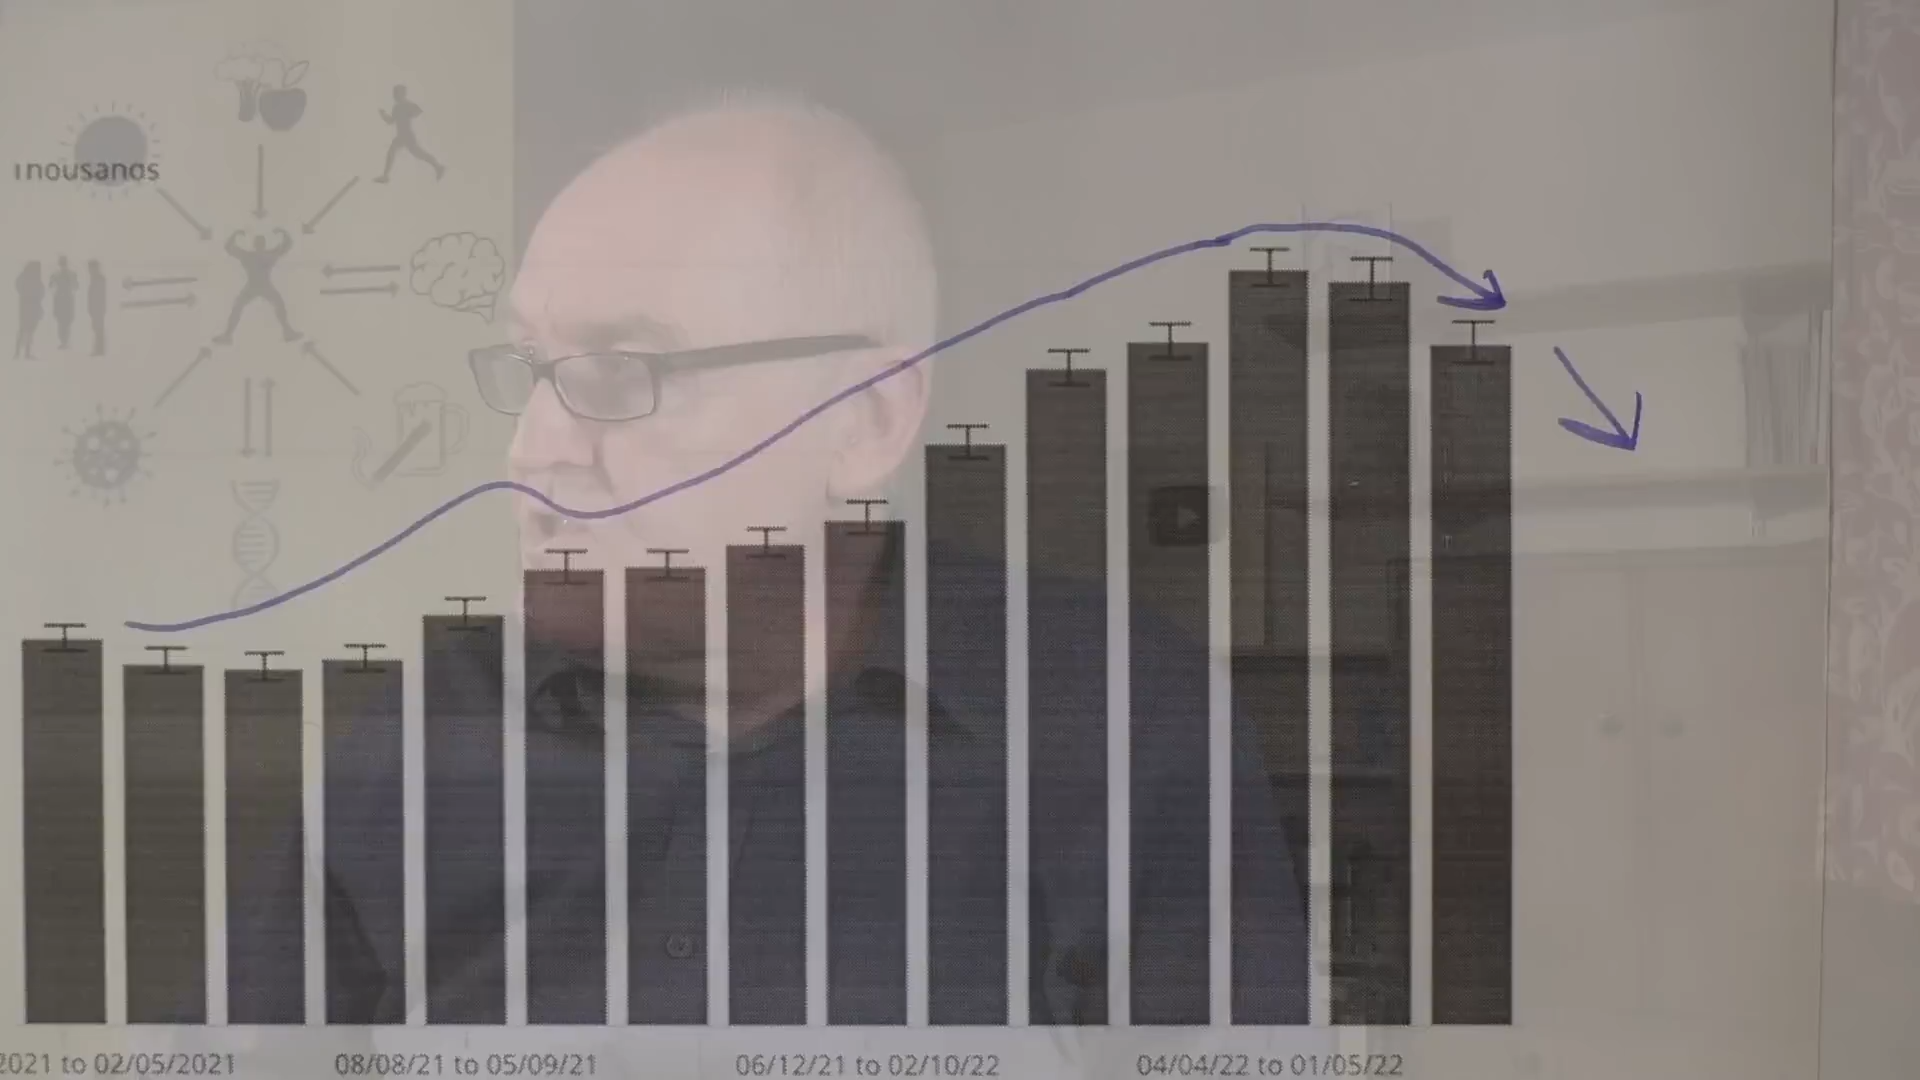 Thousands
2021 to 02/05/2021
08/08/21 to 05/09/21
06/12/21 to 02/10/22
04/04/22 to 01/05/22